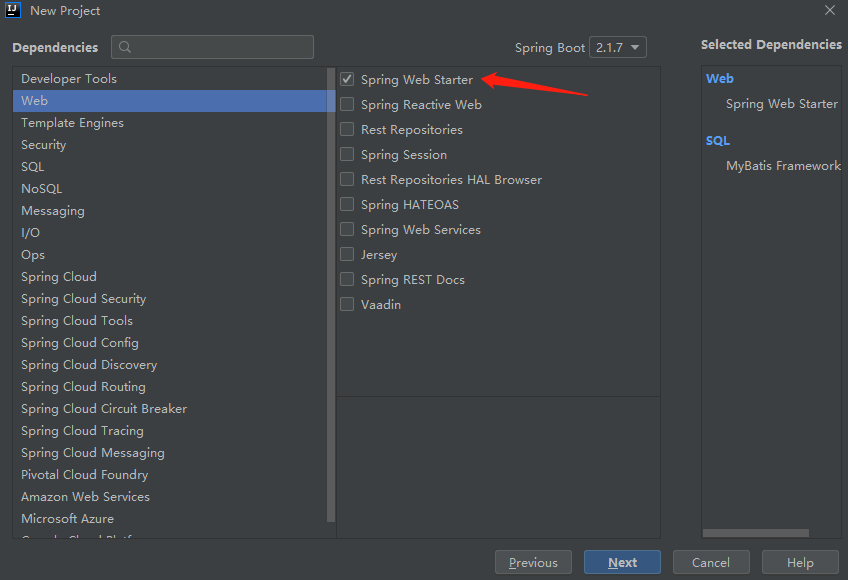 IJ New Project
Dependencies
Spring Boot 2.1.7
Selected Dependencies
Developer Tools
Web
Template Engines
Security
SQL
NoSQL
Messaging
I/O
Ops
Spring Cloud
Spring Cloud Security
Spring Cloud Tools
Spring Cloud Config
Spring Cloud Discovery
Spring Cloud Routing
Spring Cloud Circuit Breaker
Spring Cloud Tracing
Spring Cloud Messaging
Pivotal Cloud Foundry
Amazon Web Services
Microsoft Azure
Spring Web Starter
Spring Reactive Web
Rest Repositories
Spring Session
Rest Repositories HAL Browser
Spring HATEOAS
Spring Web Services
Jersey
Spring REST Docs
Vaadin
Web
Spring Web Starter
SQL
MyBatis Framework
Previous
Next
Cancel
Help